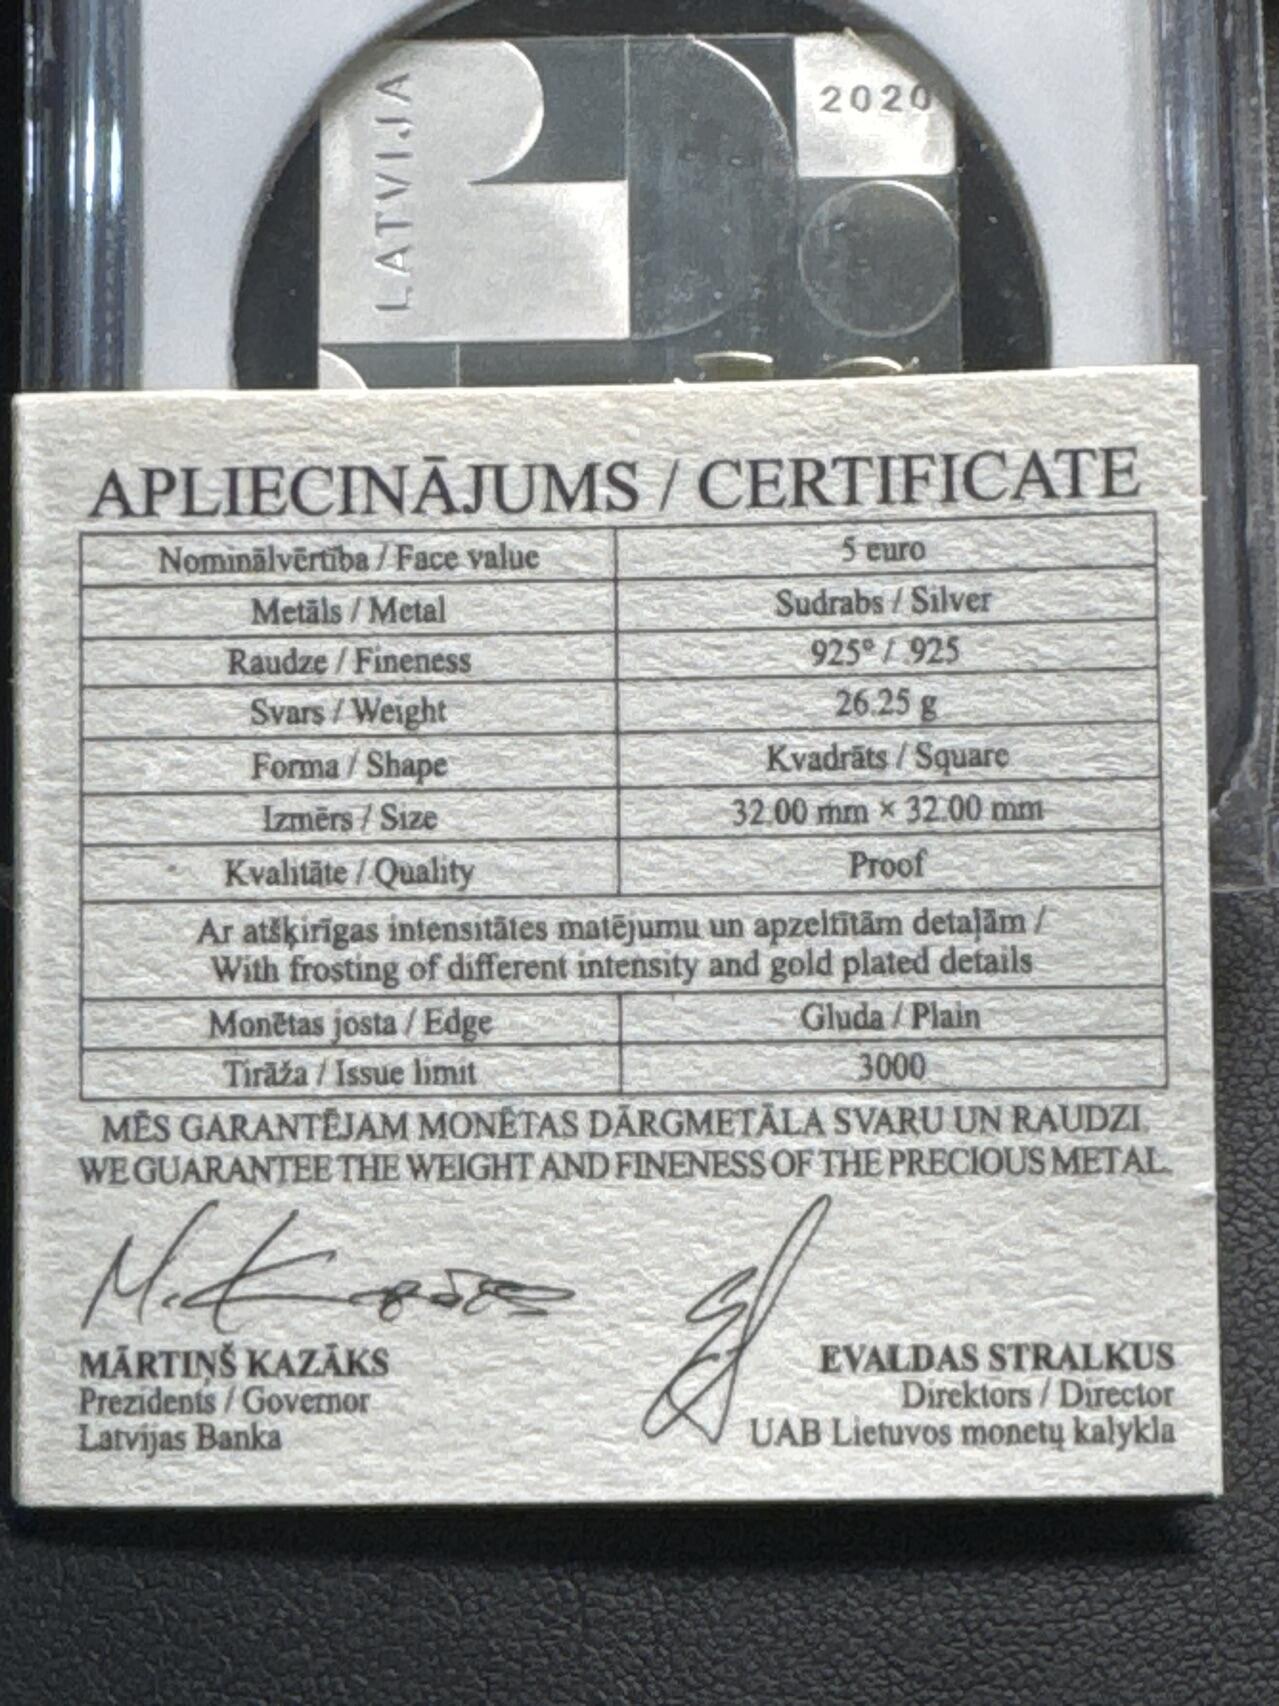 LATVIJA
2020
APLIECINĀJUMS / CERTIFICATE
Nominālvērtība / Face value 5 euro
Metāls / Metal Sudrabs / Silver
Raudze / Fineness 925° / .925
Svars / Weight 26.25 g
Forma / Shape Kvadrāts / Square
Izmērs / Size 32.00 mm × 32.00 mm
Kvalitāte / Quality Proof
Ar atšķirīgas intensitātes matējumu un apzeltītām detaļām /
With frosting of different intensity and gold plated details
Monētas josta / Edge Gluda / Plain
Tirāža / Issue limit 3000
MĒS GARANTĒJAM MONĒTAS DĀRGMETĀLA SVARU UN RAUDZI.
WE GUARANTEE THE WEIGHT AND FINENESS OF THE PRECIOUS METAL.
M. Kazāks
MĀRTIŅŠ KAZĀKS EVALDAS STRALKUS
Prezidents / Governor Direktors / Director
Latvijas Banka UAB Lietuvos monetų kalykla